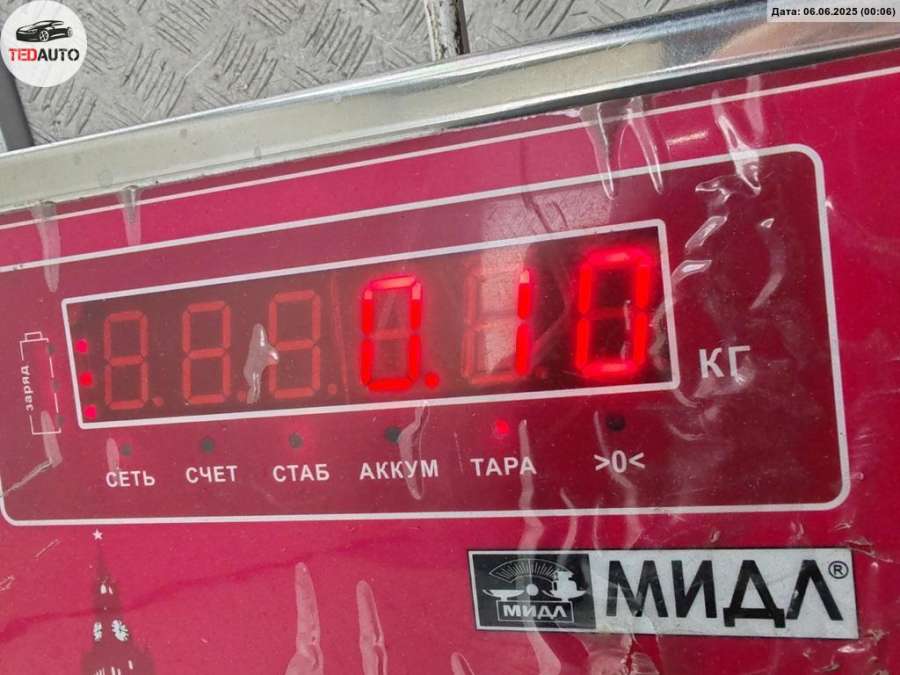 TEDAUTO
Дата: 06.06.2025 (00:06)
0.10
КГ
заряд
СЕТЬ СЧЕТ СТАБ АККУМ ТАРА >0<
МИДЛ МИДЛ®